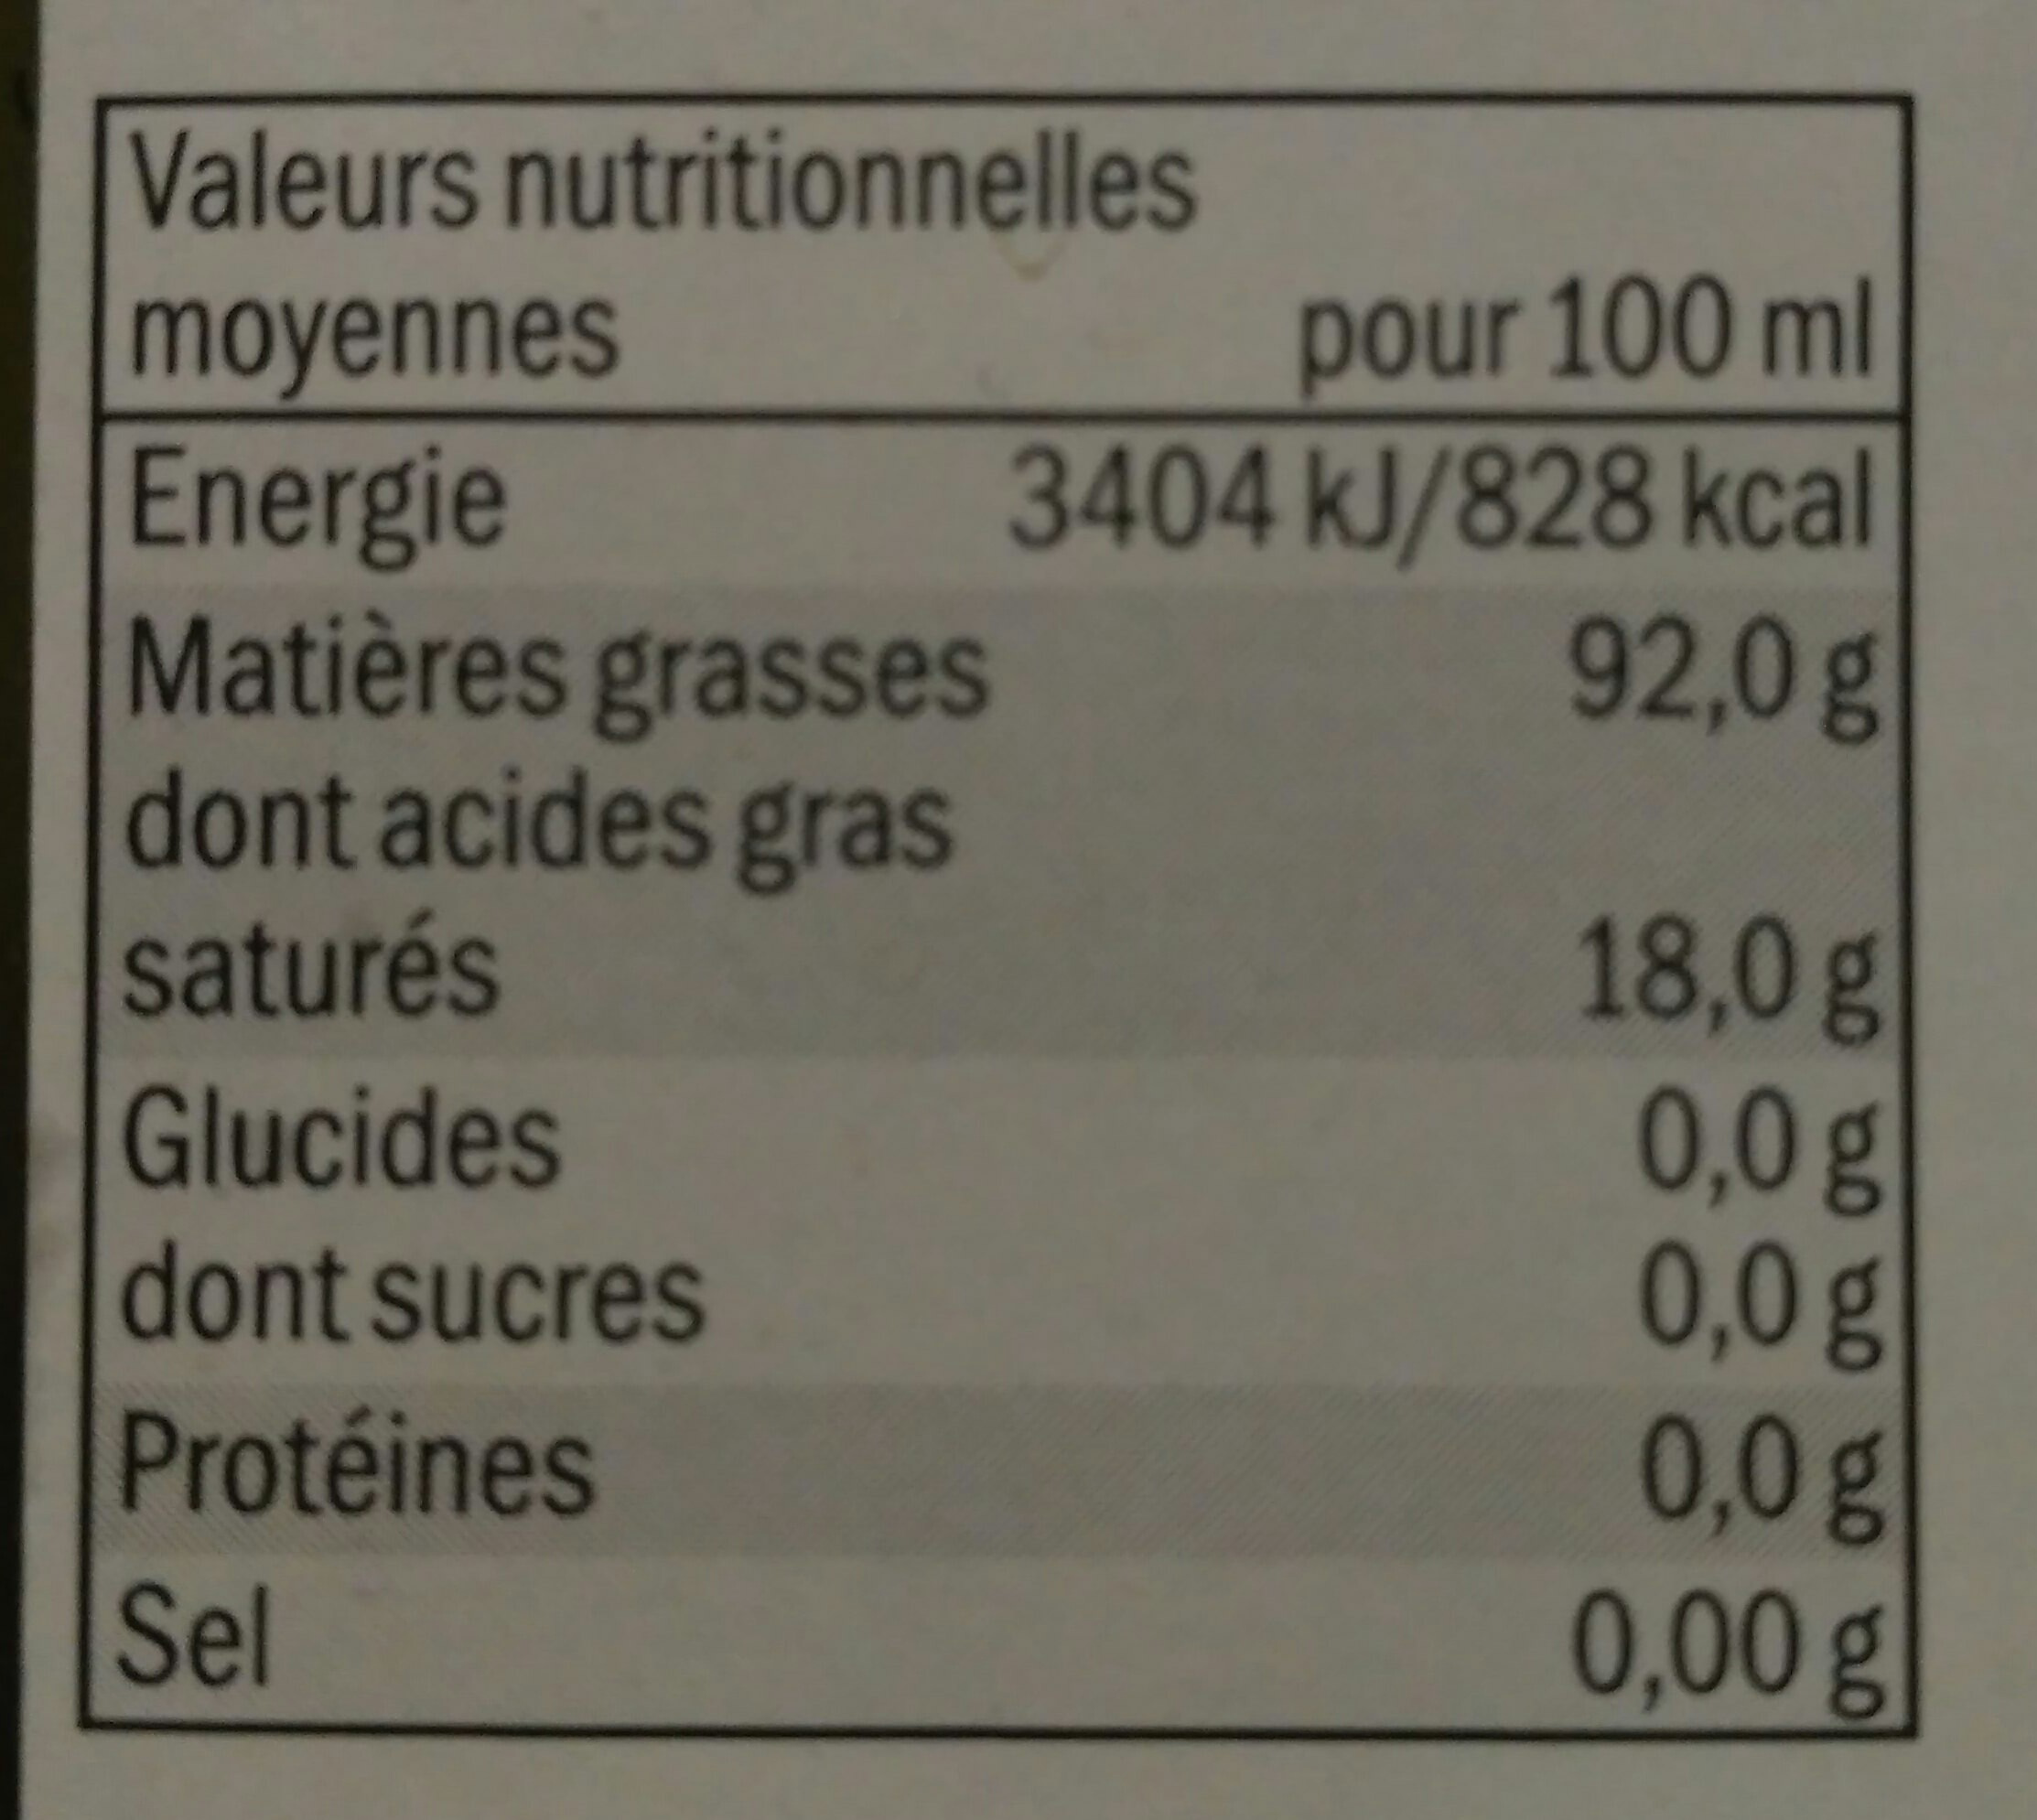 Valeurs nutritionnelles
moyennes pour 100 ml
Energie 3404 kJ/828 kcal
Matières grasses 92,0 g
dont acides gras
saturés 18,0 g
Glucides 0,0 g
dont sucres 0,0 g
Protéines 0,0 g
Sel 0,00 g